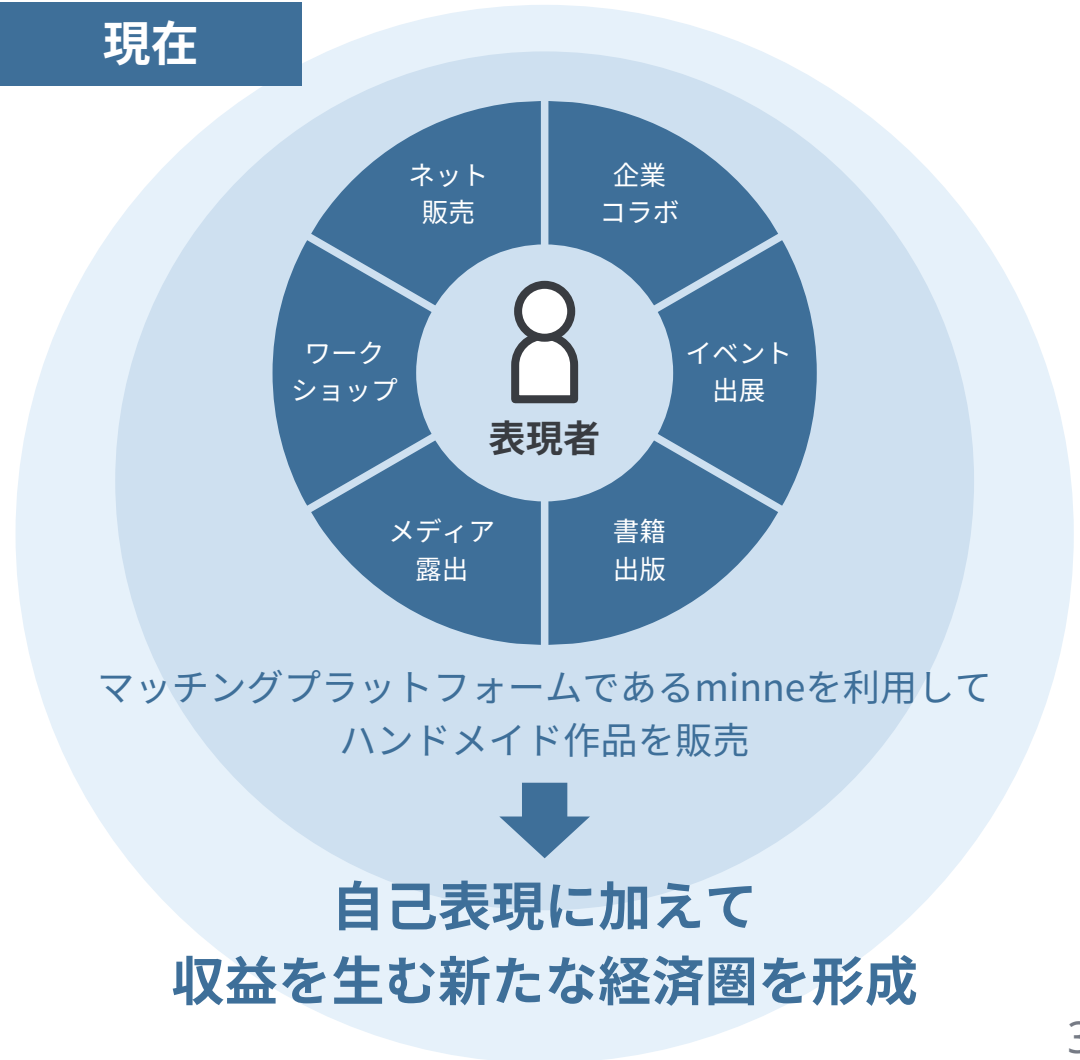 現在
ネット
販売
企業
コラボ
ワーク
ショップ
イベント
出展
表現者
メディア
露出
書籍
出版
マッチングプラットフォームであるminneを利用して
ハンドメイド作品を販売
自己表現に加えて
収益を生む新たな経済圏を形成